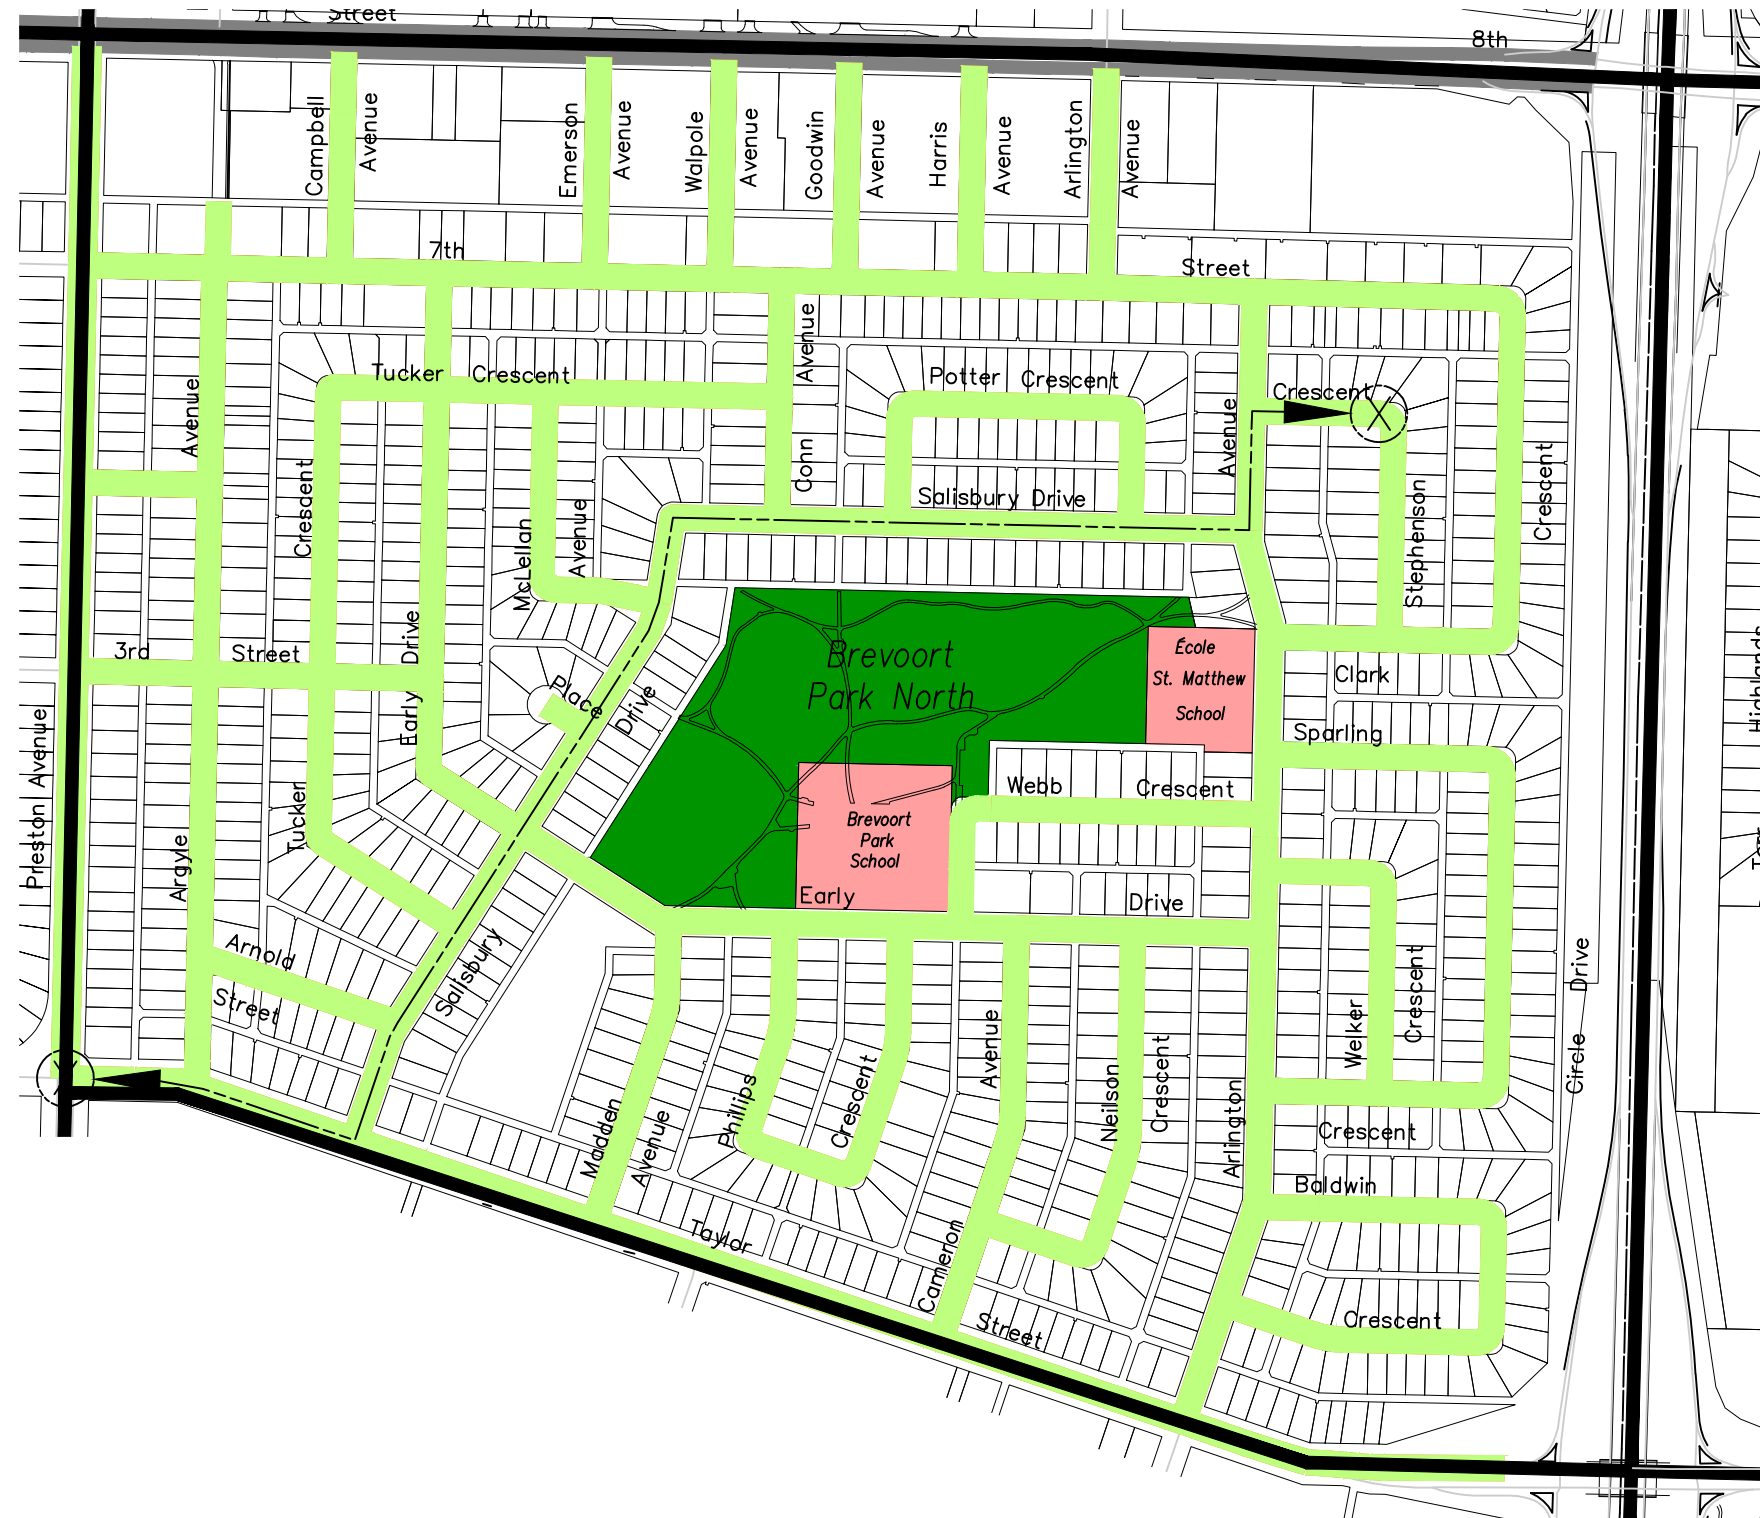 Street
8th
Campbell
Avenue
Emerson
Avenue
Walpole
Avenue
Goodwin
Avenue
Harris
Avenue
Arlington
Avenue
7th
Street
Avenue
Tucker Crescent
Conn
Avenue
Potter Crescent
Avenue
Crescent
Crescent
Crescent
McLellan
Avenue
Salisbury Drive
Stephenson
3rd
Street
Early
Drive
Place
Drive
Brevoort
Park North
École
St. Matthew
School
Clark
Sparling
Highlands
Preston Avenue
Argyle
Tucker
Webb
Crescent
Brevoort
Park
School
Early
Drive
Arnold
Street
Salisbury
Madden
Avenue
Phillips
Crescent
Avenue
Cameron
Neilson
Crescent
Arlington
Welker
Crescent
Crescent
Circle
Drive
Baldwin
Crescent
Taylor
Street